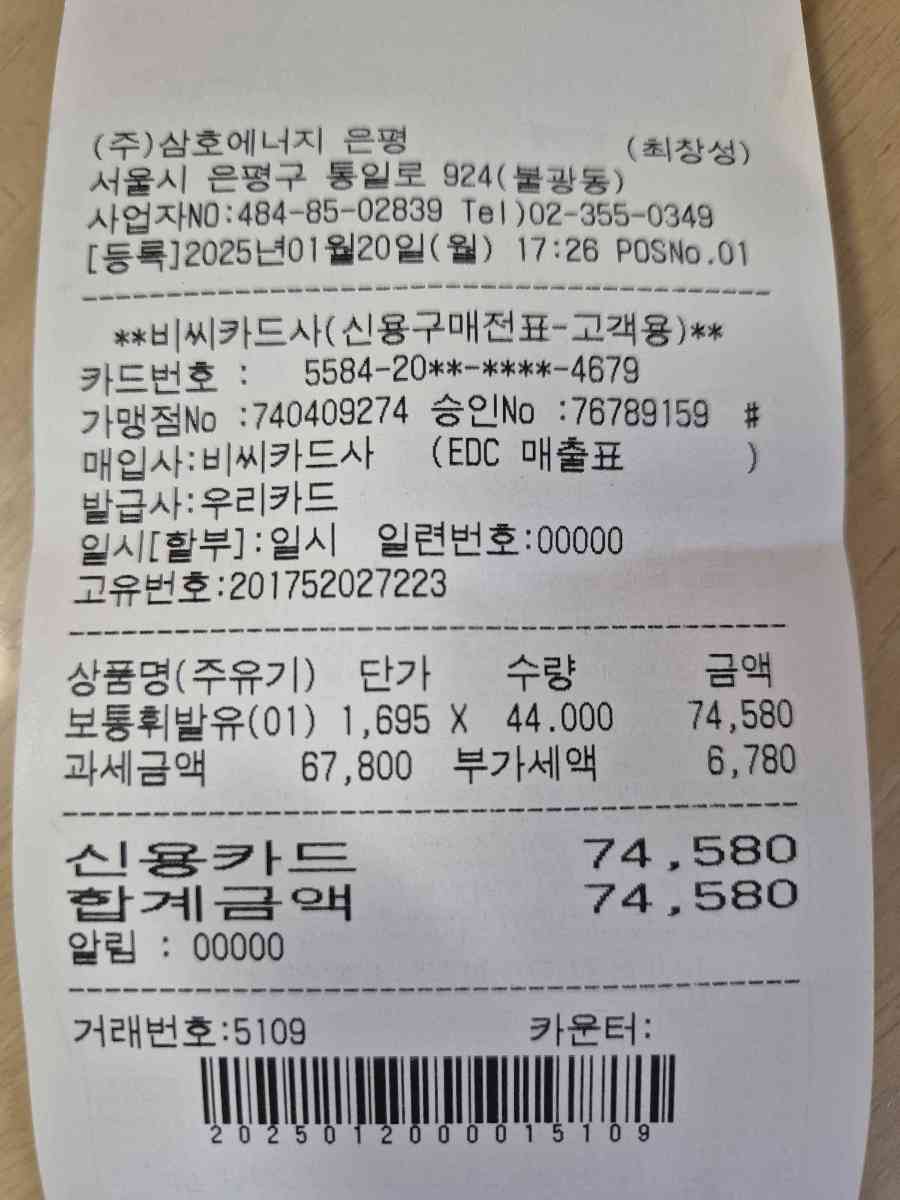 (주)삼호에너지 은평 (최창성)
서울시 은평구 통일로 924(불광동)
사업자NO:484-85-02839 Tel)02-355-0349
[등록]2025년01월20일(월) 17:26 POSNo.01
**비씨카드사(신용구매전표-고객용)**
카드번호 : 5584-20**-****-4679
가맹점No :740409274 승인No :76789159 #
매입사:비씨카드사 (EDC 매출표 )
발급사:우리카드
일시[할부]:일시 일련번호:00000
고유번호:201752027223
상품명(주유기) 단가 수량 금액
보통휘발유(01) 1,695 X 44.000 74,580
과세금액 67,800 부가세액 6,780
신용카드 74,580
합계금액 74,580
알림 : 00000
거래번호:5109 카운터:
2025012000015109